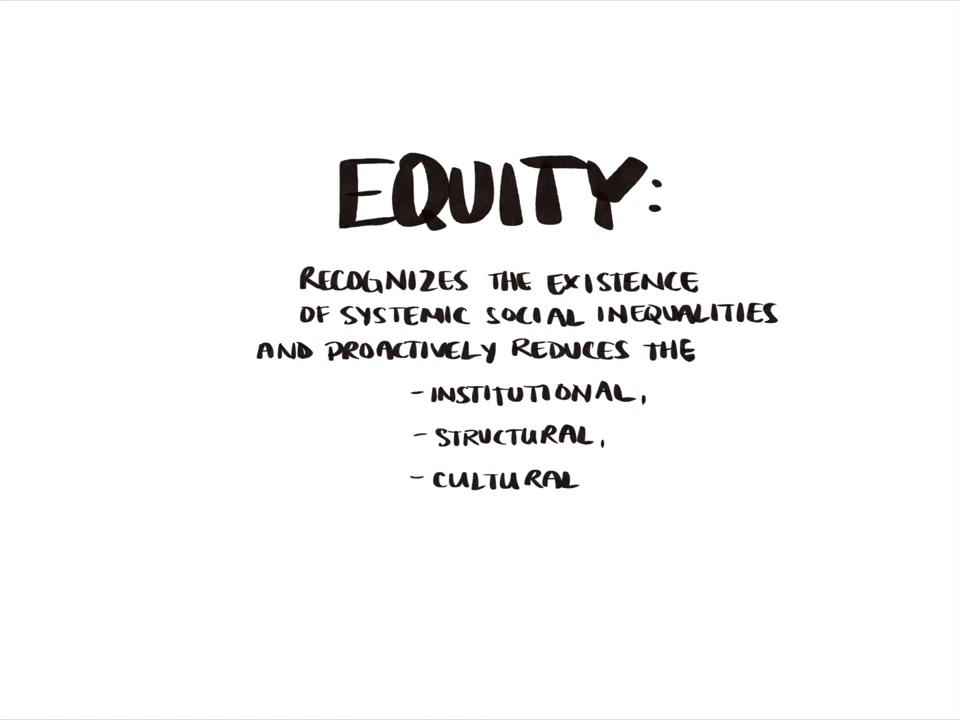 EQUITY:
RECOGNIZES THE EXISTENCE
OF SYSTEMIC SOCIAL INEQUALITIES
AND PROACTIVELY REDUCES THE
- INSTITUTIONAL,
- STRUCTURAL,
- CULTURAL